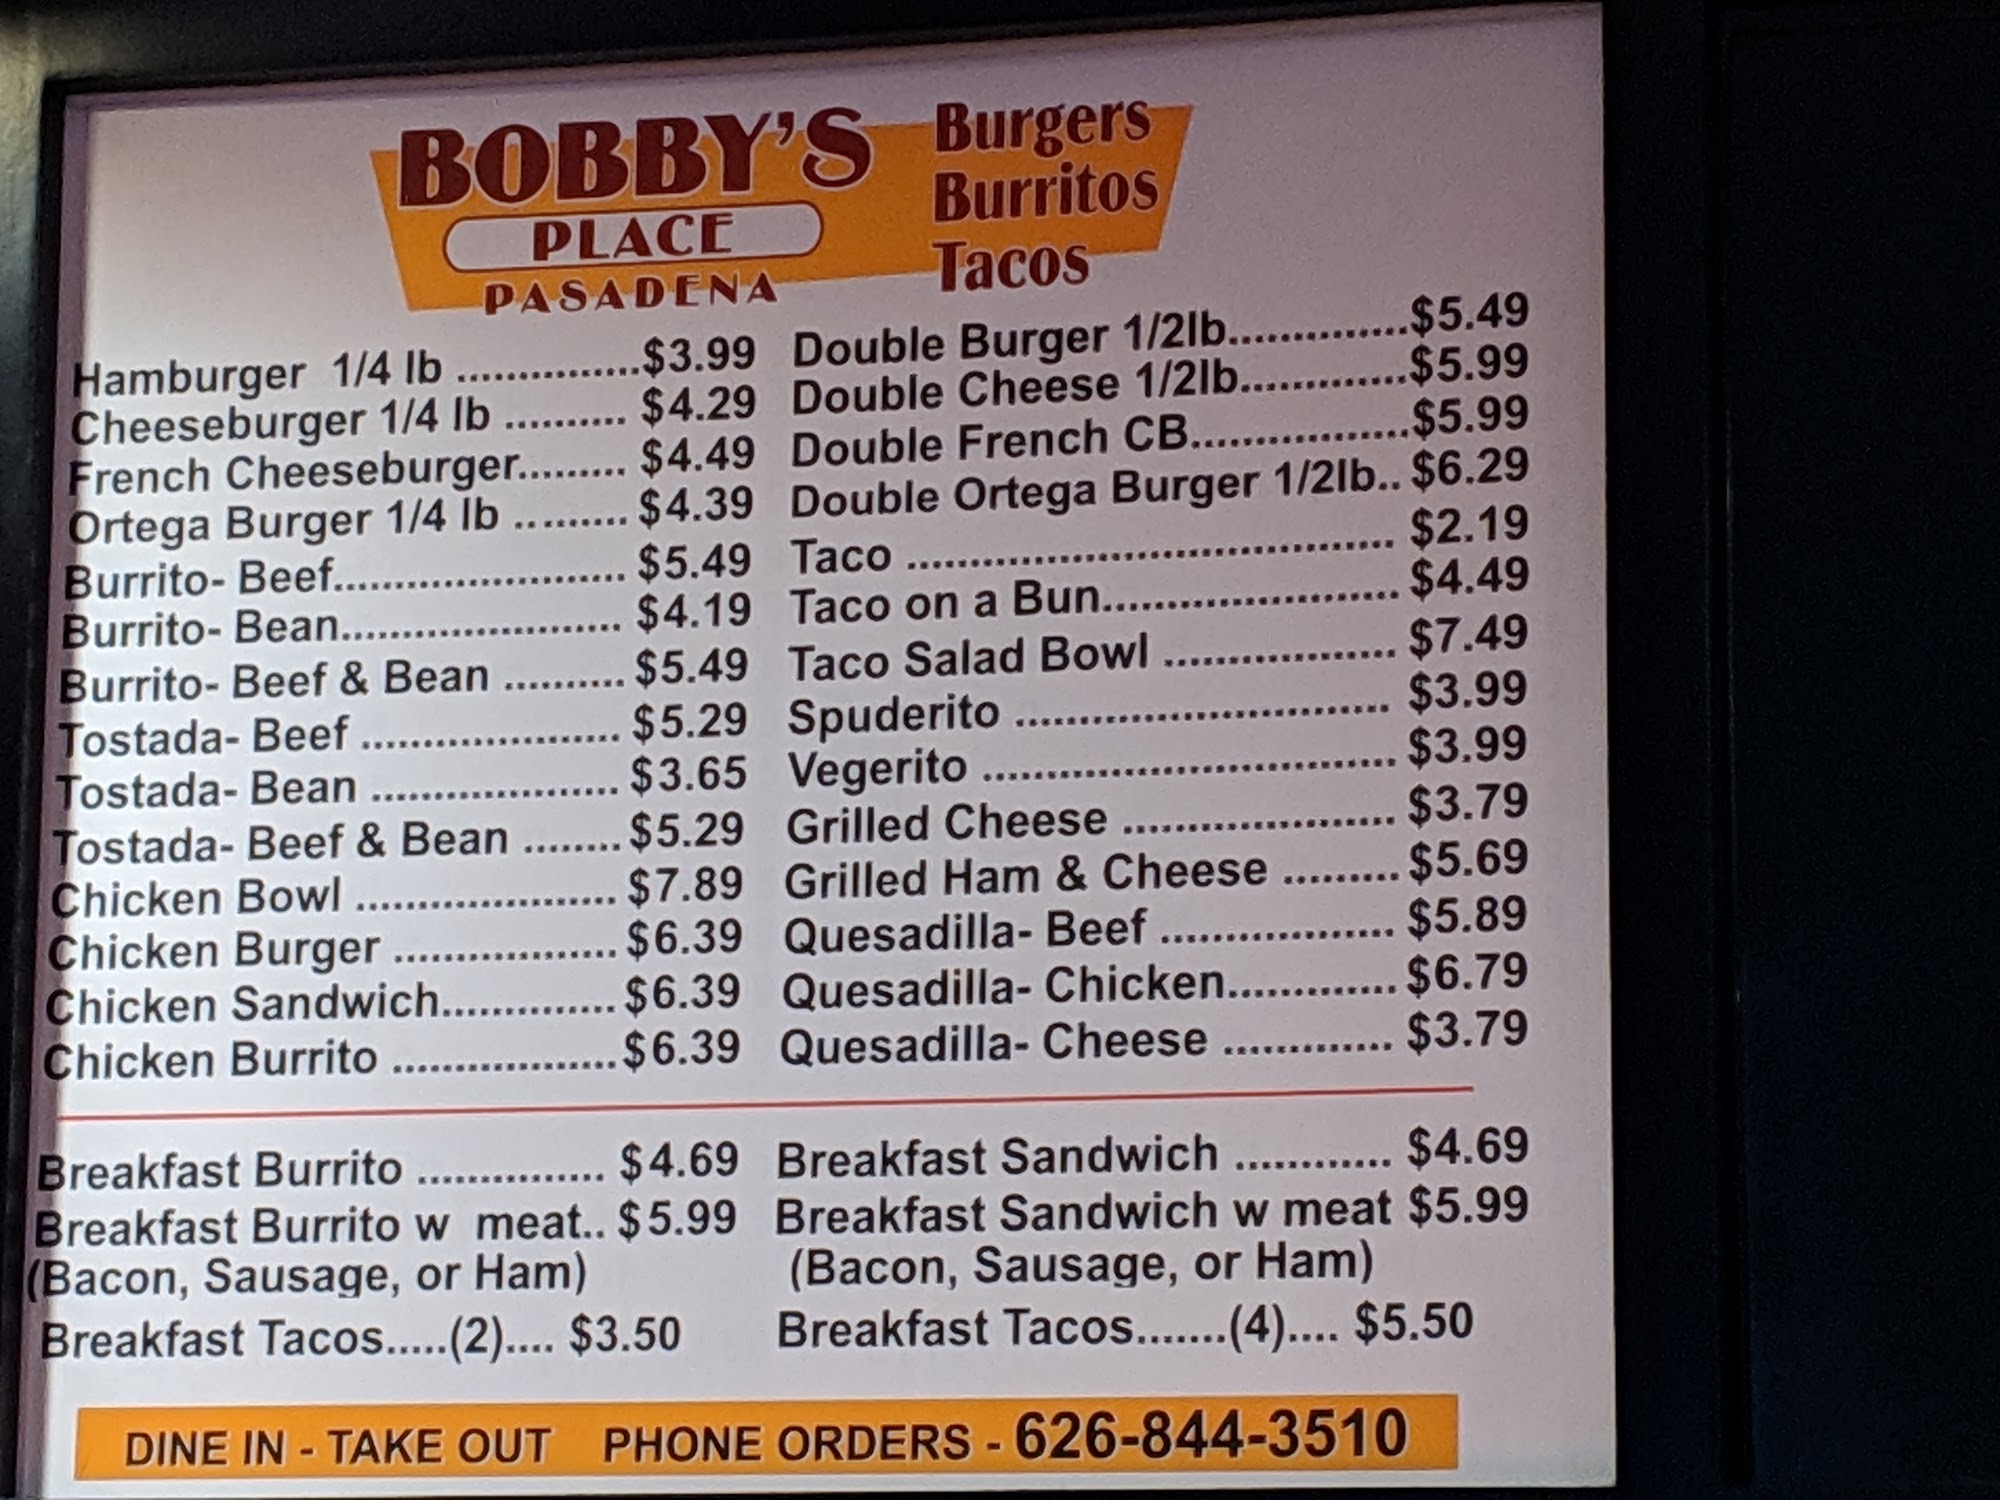 BOBBY'S
PLACE
PASADENA
Burgers
Burritos
Tacos
Hamburger 1/4 lb ............... $3.99
Cheeseburger 1/4 lb .......... $4.29
French Cheeseburger......... $4.49
Ortega Burger 1/4 lb ......... $4.39
Burrito- Beef........................ $5.49
Burrito- Bean....................... $4.19
Burrito- Beef & Bean .......... $5.49
Tostada- Beef ..................... $5.29
Tostada- Bean .................... $3.65
Tostada- Beef & Bean ........ $5.29
Chicken Bowl ..................... $7.89
Chicken Burger .................. $6.39
Chicken Sandwich.............. $6.39
Chicken Burrito .................. $6.39
Double Burger 1/2lb............... $5.49
Double Cheese 1/2lb.............. $5.99
Double French CB.................. $5.99
Double Ortega Burger 1/2lb.. $6.29
Taco ....................................... $2.19
Taco on a Bun........................ $4.49
Taco Salad Bowl ................... $7.49
Spuderito ............................... $3.99
Vegerito .................................. $3.99
Grilled Cheese ...................... $3.79
Grilled Ham & Cheese ......... $5.69
Quesadilla- Beef ................... $5.89
Quesadilla- Chicken.............. $6.79
Quesadilla- Cheese ............. $3.79
Breakfast Burrito ............... $4.69
Breakfast Burrito w meat.. $5.99
(Bacon, Sausage, or Ham)
Breakfast Tacos.....(2).... $3.50
Breakfast Sandwich ............ $4.69
Breakfast Sandwich w meat $5.99
(Bacon, Sausage, or Ham)
Breakfast Tacos.......(4).... $5.50
DINE IN - TAKE OUT PHONE ORDERS - 626-844-3510